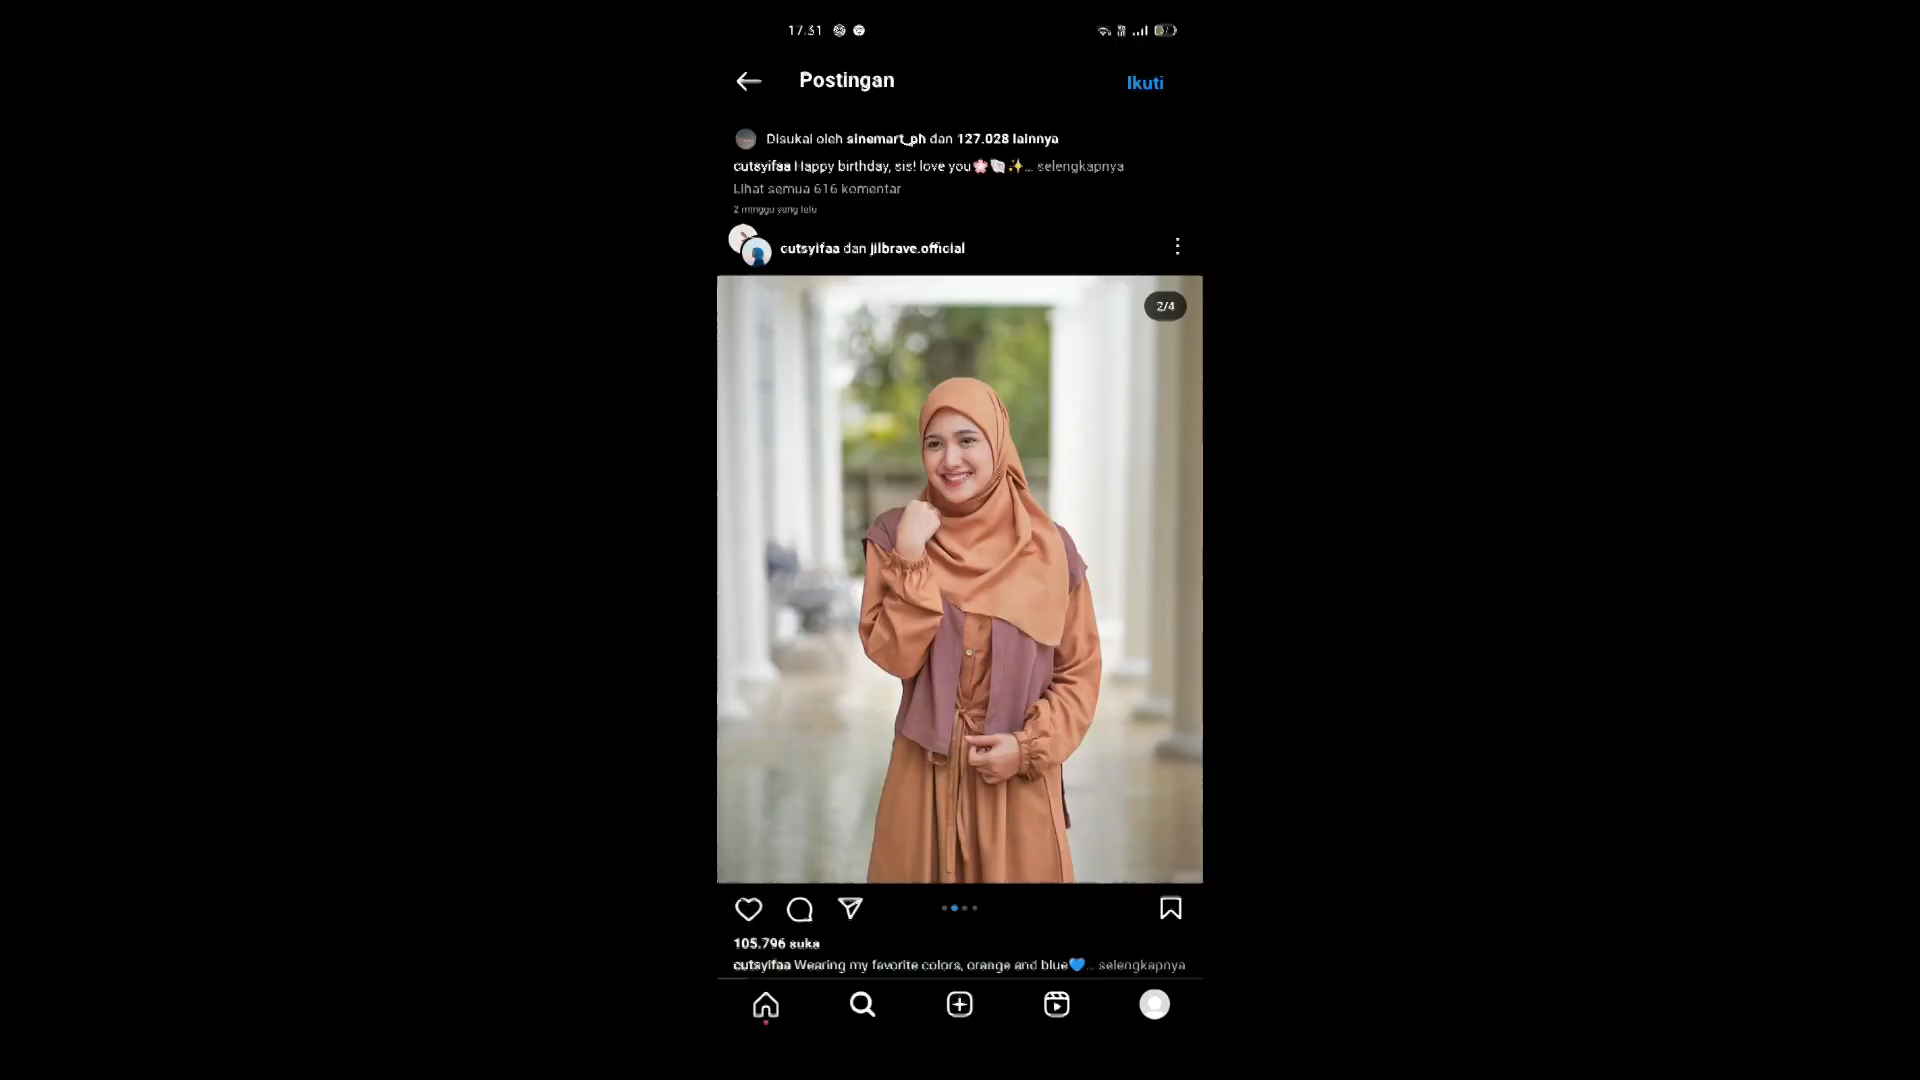 17.31
Postingan
Ikuti
Disukai oleh sinemart_ph dan 127.028 lainnya
cutsyifaa Happy birthday, sis! love you🌸🐚✨... selengkapnya
Lihat semua 616 komentar
2 minggu yang lalu
cutsyifaa dan jilbrave.official
2/4
105.796 suka
cutsyifaa Wearing my favorite colors, orange and blue💙... selengkapnya